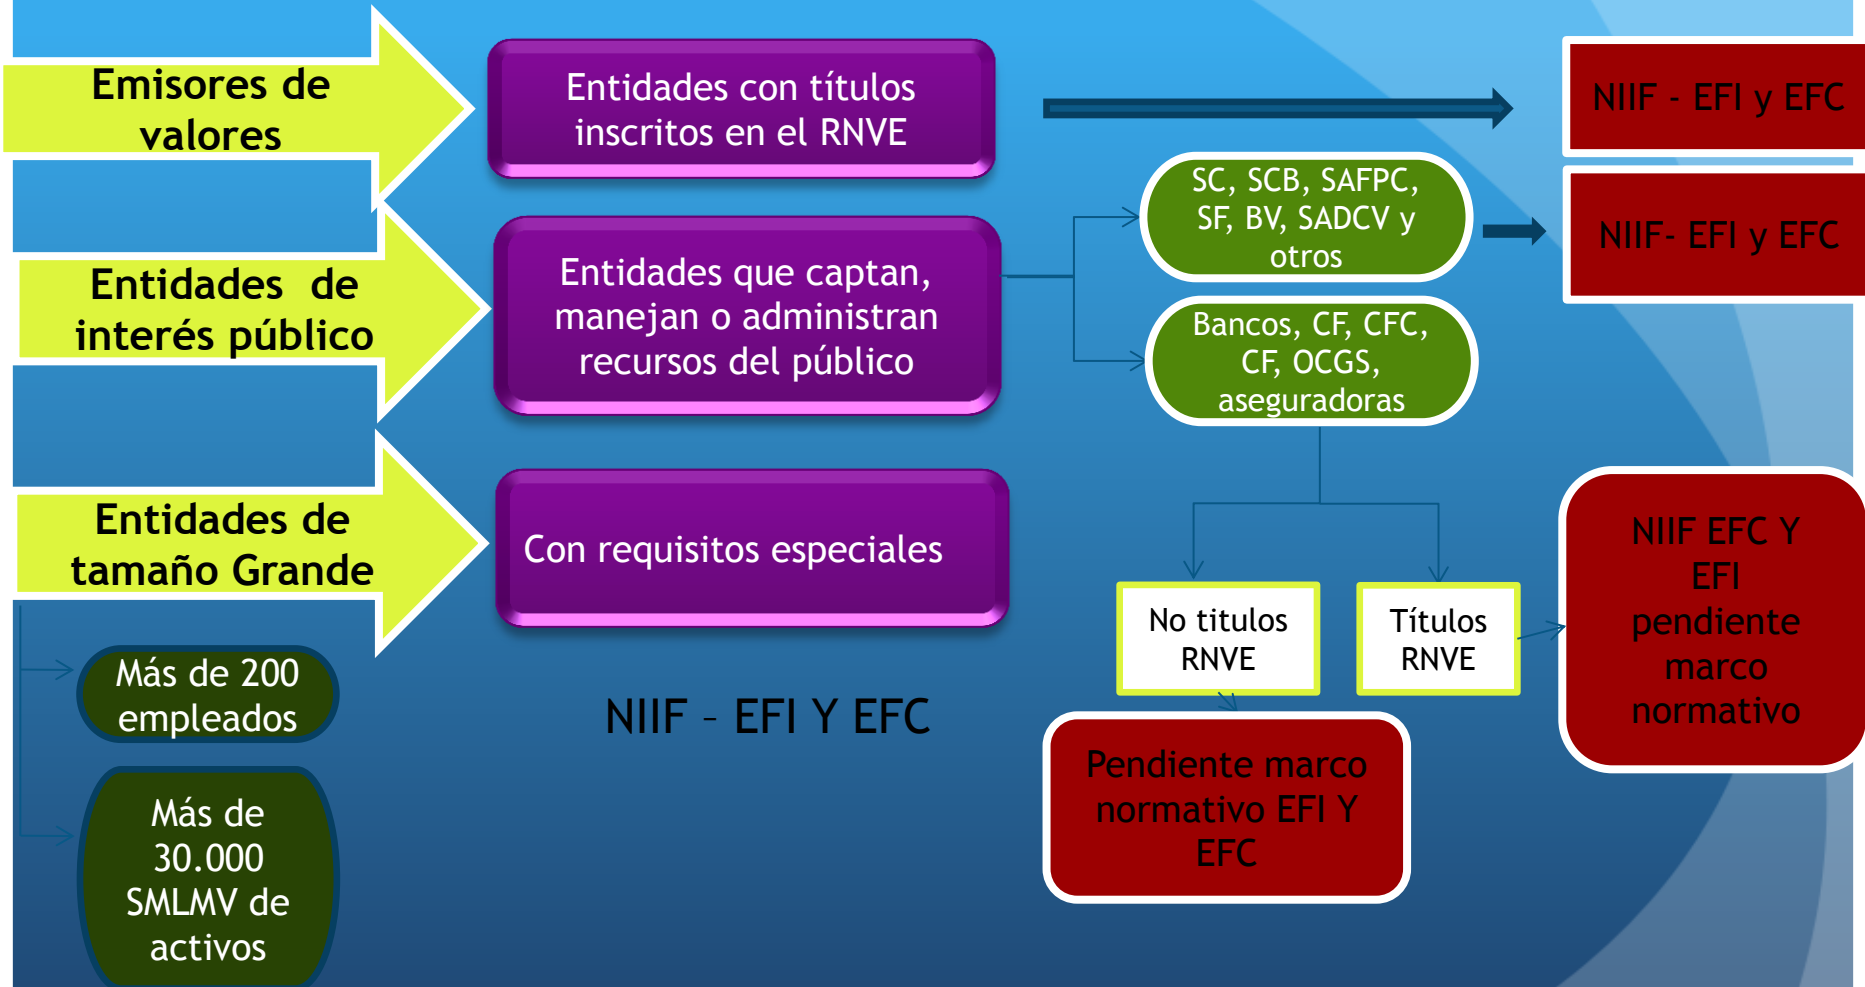 Emisores de
valores
Entidades con títulos
inscritos en el RNVE
NIIF - EFI y EFC
Entidades de
interés público
Entidades que captan,
manejan o administran
recursos del público
SC, SCB, SAFPC,
SF, BV, SADCV y
otros
NIIF- EFI y EFC
Bancos, CF, CFC,
CF, OCGS,
aseguradoras
Entidades de
tamaño Grande
Con requisitos especiales
No titulos
RNVE
Títulos
RNVE
NIIF EFC Y
EFI
pendiente
marco
normativo
Más de 200
empleados
NIIF – EFI Y EFC
Pendiente marco
normativo EFI Y
EFC
Más de
30.000
SMLMV de
activos